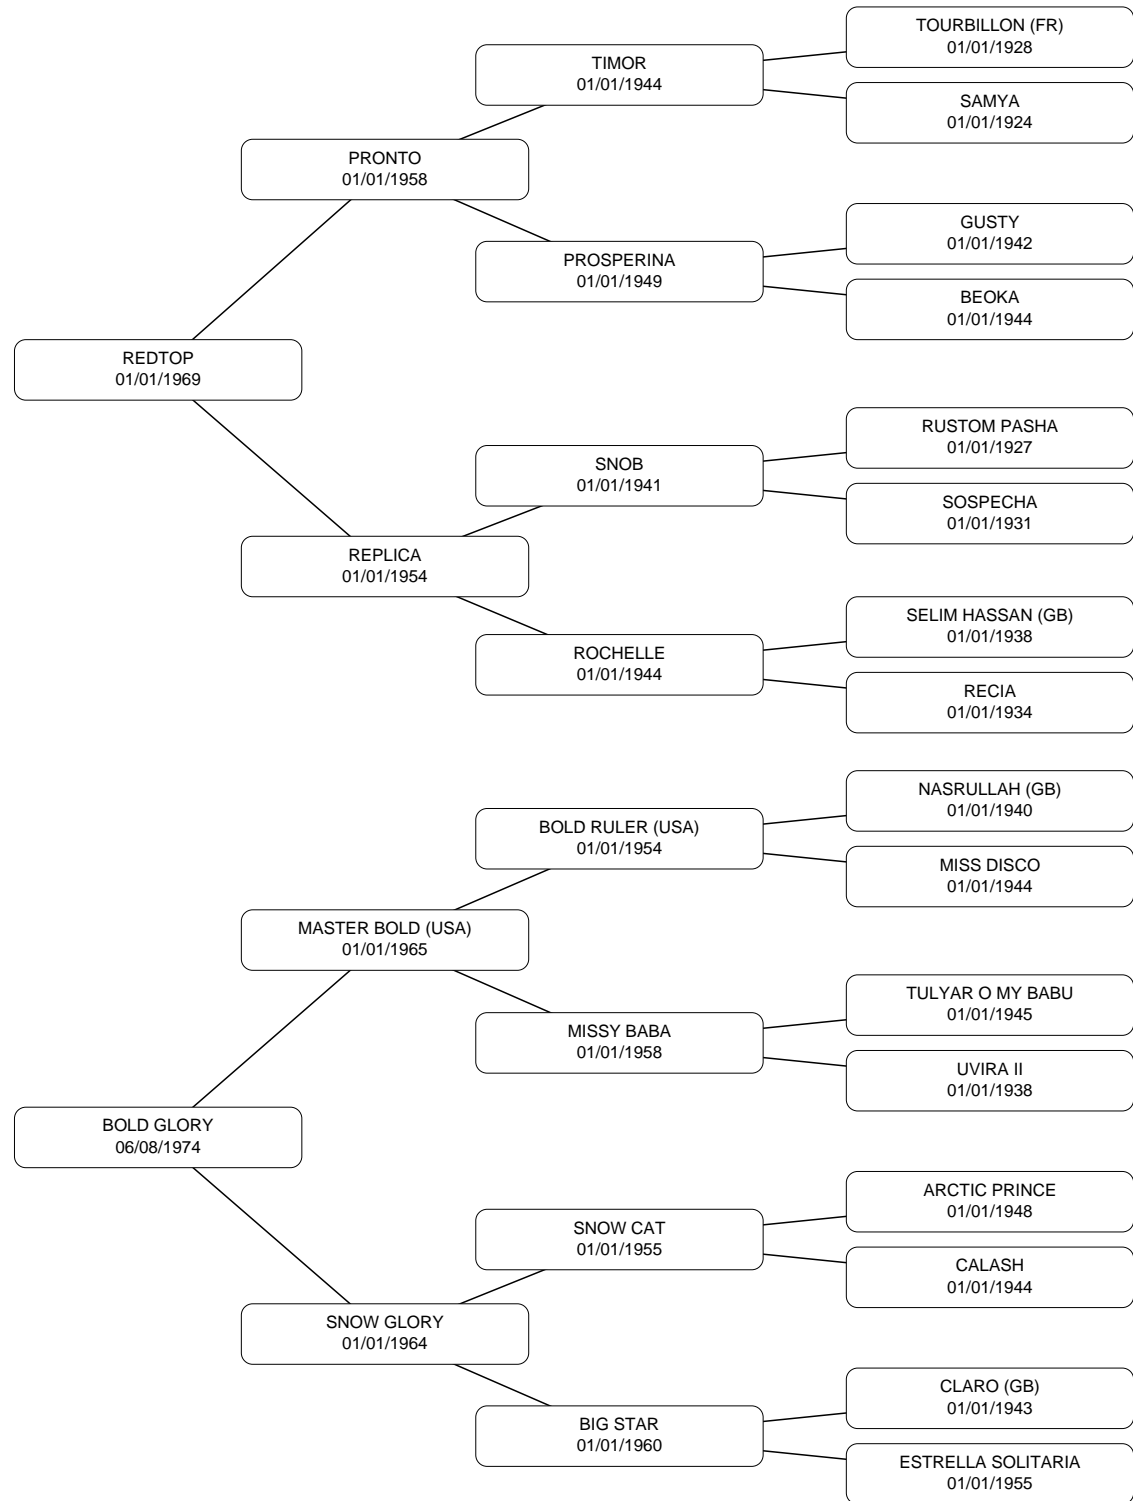 TOURBILLON (FR)
01/01/1928
TIMOR
01/01/1944
SAMYA
01/01/1924
PRONTO
01/01/1958
GUSTY
01/01/1942
PROSPERINA
01/01/1949
BEOKA
01/01/1944
REDTOP
01/01/1969
RUSTOM PASHA
01/01/1927
SNOB
01/01/1941
SOSPECHA
01/01/1931
REPLICA
01/01/1954
SELIM HASSAN (GB)
01/01/1938
ROCHELLE
01/01/1944
RECIA
01/01/1934
NASRULLAH (GB)
01/01/1940
BOLD RULER (USA)
01/01/1954
MISS DISCO
01/01/1944
MASTER BOLD (USA)
01/01/1965
TULYAR O MY BABU
01/01/1945
MISSY BABA
01/01/1958
UVIRA II
01/01/1938
BOLD GLORY
06/08/1974
ARCTIC PRINCE
01/01/1948
SNOW CAT
01/01/1955
CALASH
01/01/1944
SNOW GLORY
01/01/1964
CLARO (GB)
01/01/1943
BIG STAR
01/01/1960
ESTRELLA SOLITARIA
01/01/1955